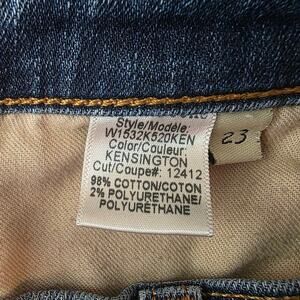 Style/Modèle:
W1532K520KEN
Color/Couleur
KENSINGTON
Cut/Coupe#: 12412
98% COTTON/COTON
2% POLYURETHANE/
POLYURÉTHANE
23